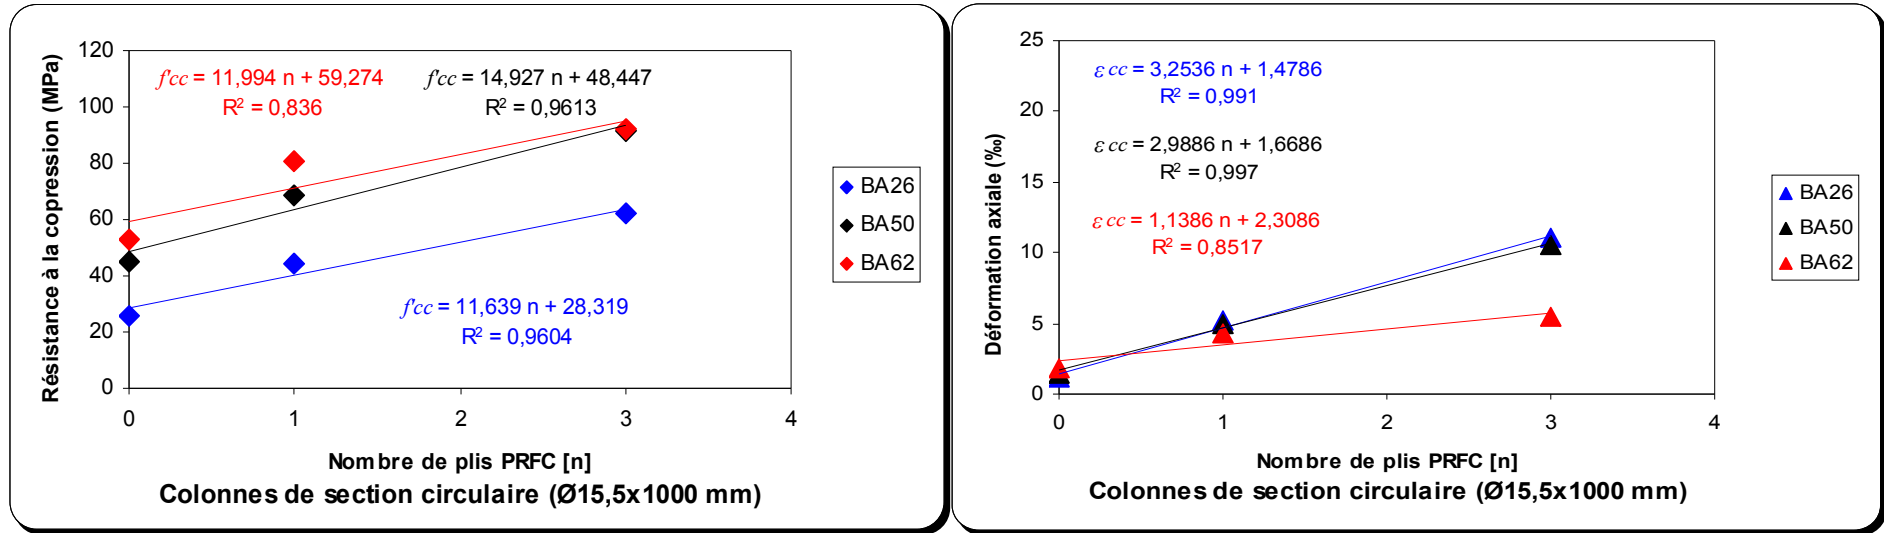 120
100
80
60
40
20
0
0
1
2
3
4
Résistance à la copression (MPa)
f'cc = 11,994 n + 59,274
R² = 0,836
f'cc = 14,927 n + 48,447
R² = 0,9613
f'cc = 11,639 n + 28,319
R² = 0,9604
BA26
BA50
BA62
Nombre de plis PRFC [n]
Colonnes de section circulaire (Ø15,5x1000 mm)
25
20
15
10
5
0
0
1
2
3
4
Déformation axiale (‰)
ε cc = 3,2536 n + 1,4786
R² = 0,991
ε cc = 2,9886 n + 1,6686
R² = 0,997
ε cc = 1,1386 n + 2,3086
R² = 0,8517
BA26
BA50
BA62
Nombre de plis PRFC [n]
Colonnes de section circulaire (Ø15,5x1000 mm)